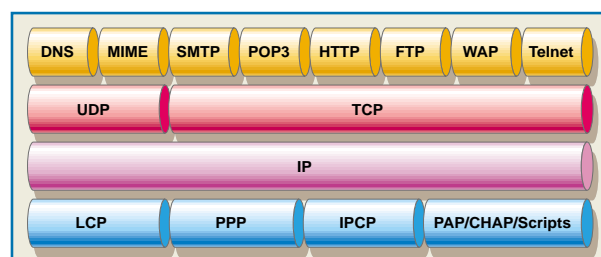 DNS MIME SMTP POP3 HTTP FTP WAP Telnet
UDP TCP
IP
LCP PPP IPCP PAP/CHAP/Scripts